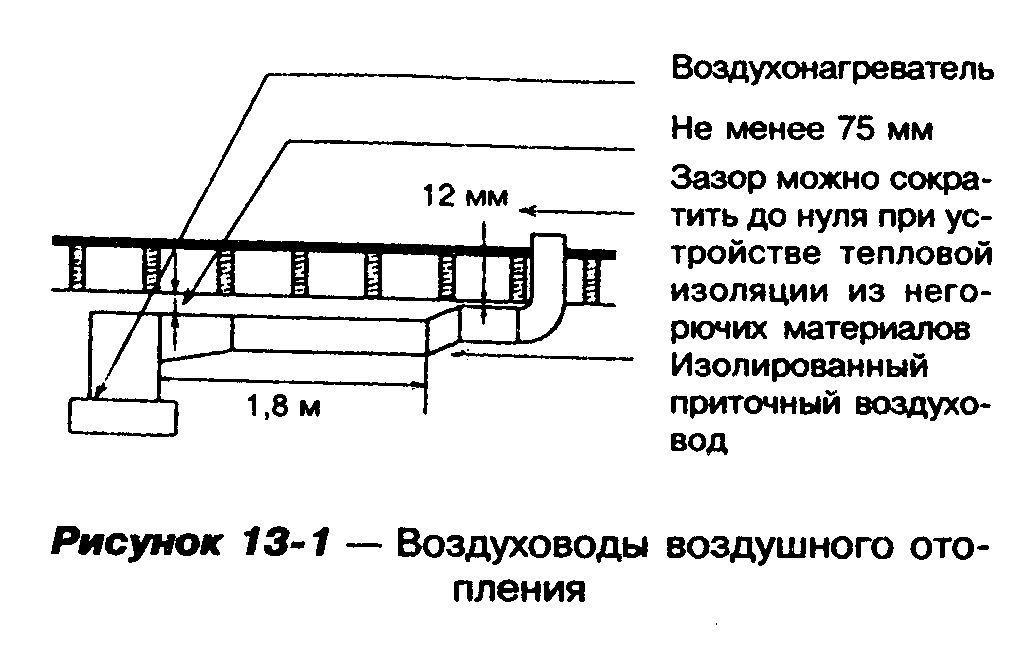 Воздухонагреватель
Не менее 75 мм
Зазор можно сокра-
12 мм
тить до нуля при ус-
тройстве тепловой
изоляции из него-
рючих материалов
Изолированный
приточный воздухо-
вод
1,8 м
Рисунок 13-1 — Воздуховоды воздушного ото-
пления